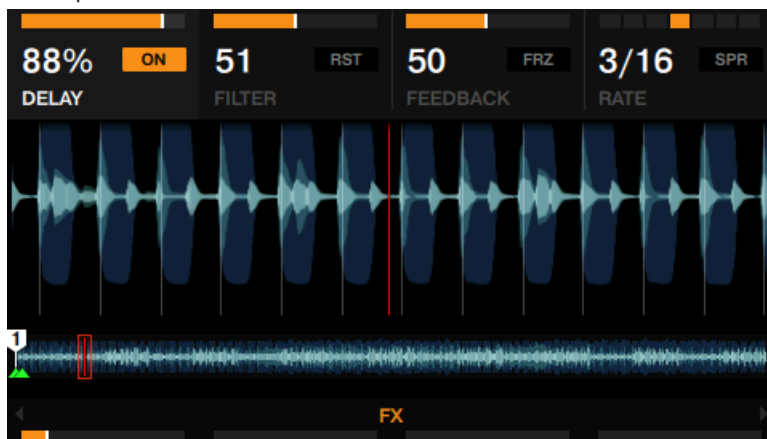 88% ON 51 RST 50 FRZ 3/16 SPR
DELAY FILTER FEEDBACK RATE
1
FX